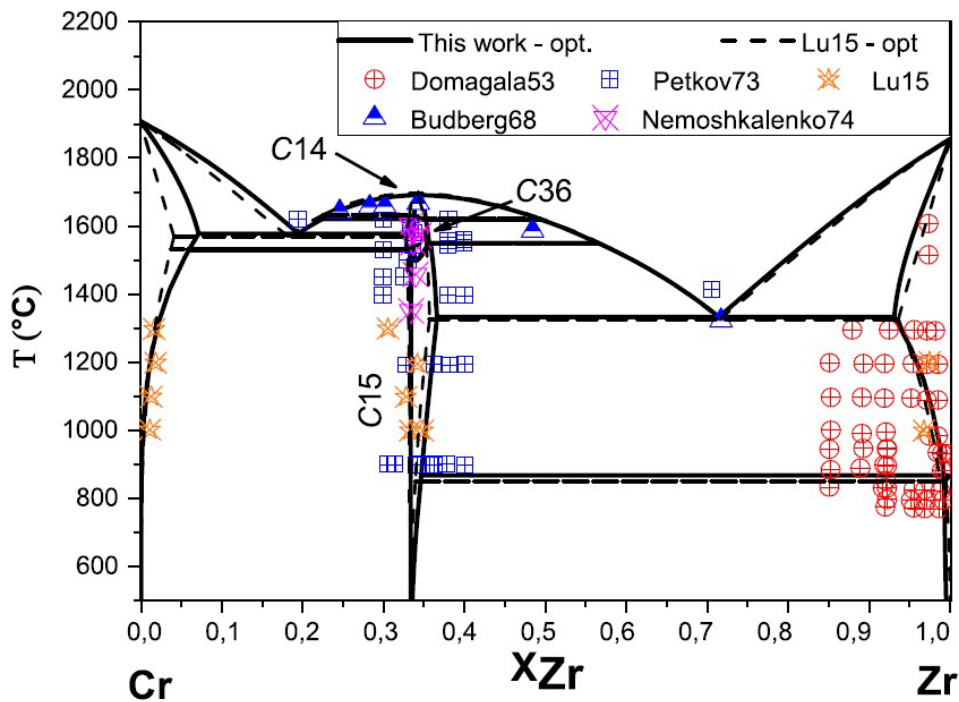 2200
This work - opt.
Lu15 - opt
Domagala53
Petkov73
Lu15
2000
Budberg68
Nemoshkalenko74
1800
C14
C36
1600
T (°C)
1400
1200
C15
1000
800
600
0,0 0,1 0,2 0,3 0,4 0,5 0,6 0,7 0,8 0,9 1,0
Cr
XZr
Zr